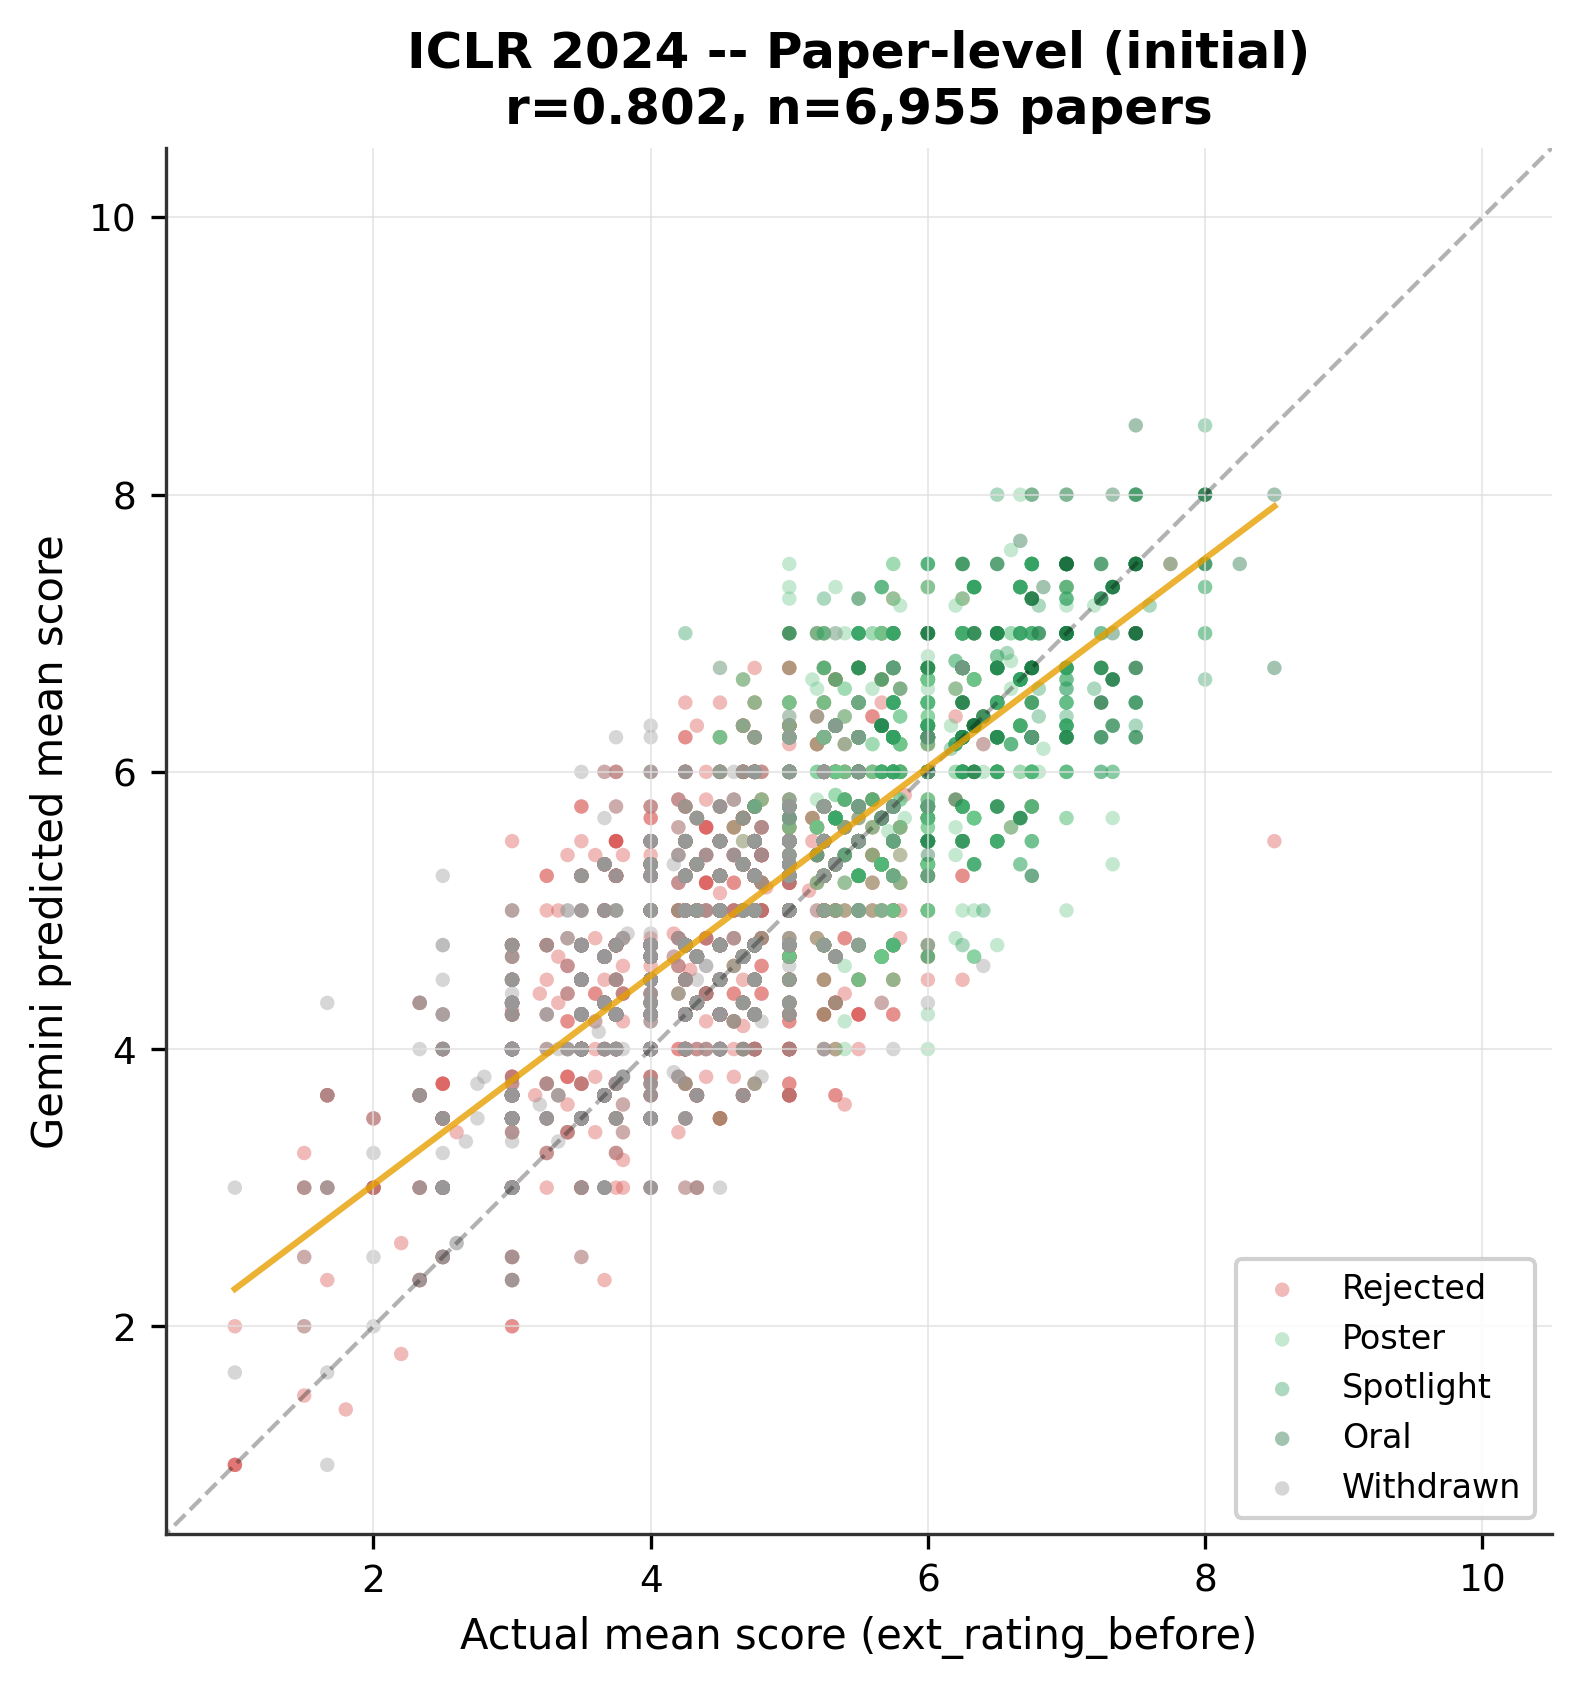 ICLR 2024 -- Paper-level (initial)
r=0.802, n=6,955 papers
Gemini predicted mean score
10
8
6
4
2
Rejected
Poster
Spotlight
Oral
Withdrawn
2
4
6
8
10
Actual mean score (ext_rating_before)